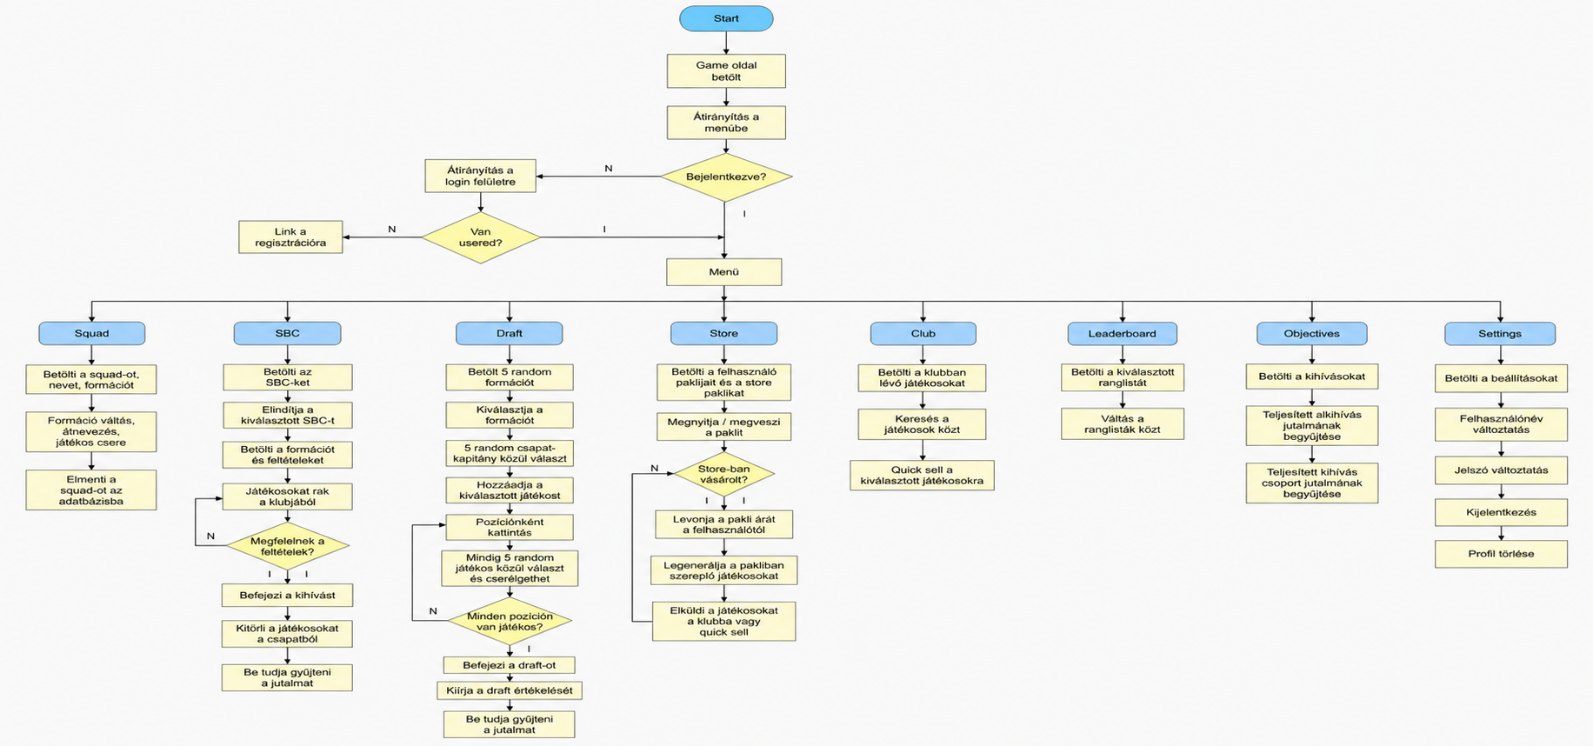 Start
Game oldal
betölt
Átirányítás a
menübe
Bejelentkezve?
N
Átirányítás a
login felületre
I
Van
usered?
N
I
Link a
regisztrációra
Menü
Squad
Betölti a squad-ot,
nevet, formációt
Formáció váltás,
átnevezés,
játékos csere
Elmenti a
squad-ot az
adatbázisba
SBC
Betölti az
SBC-ket
Elindítja a
kiválasztott SBC-t
Betölti a formációt
és feltételeket
Játékosokat rak
a klubjából
N
Megfelelnek a
feltételek?
I
I
Befejezi a kihívást
Kitörli a játékosokat
a csapatból
Be tudja gyűjteni
a jutalmat
Draft
Betölt 5 random
formációt
Kiválasztja a
formációt
5 random csapat-
kapitány közül választ
Hozzáadja a
kiválasztott játékost
Pozíciónként
kattintás
Mindig 5 random
játékos közül választ
és cserélgethet
N
Minden pozíción
van játékos?
I
Befejezi a draft-ot
Kiírja a draft értékelését
Be tudja gyűjteni
a jutalmat
Store
Betölti a felhasználó
paklijait és a store
paklikat
Megnyitja / megveszi
a paklit
N
Store-ban
vásárolt?
I
I
Levonja a pakli árát
a felhasználótól
Legenerálja a pakliban
szereplő játékosokat
Elküldi a játékosokat
a klubba vagy
quick sell
Club
Betölti a klubban
lévő játékosokat
Keresés a
játékosok közt
Quick sell a
kiválasztott játékosokra
Leaderboard
Betölti a kiválasztott
ranglistát
Váltás a
ranglisták közt
Objectives
Betölti a kihívásokat
Teljesített alkihívás
jutalmának
begyűjtése
Teljesített kihívás
csoport jutalmának
begyűjtése
Settings
Betölti a beállításokat
Felhasználónév
változtatás
Jelszó változtatás
Kijelentkezés
Profil törlése